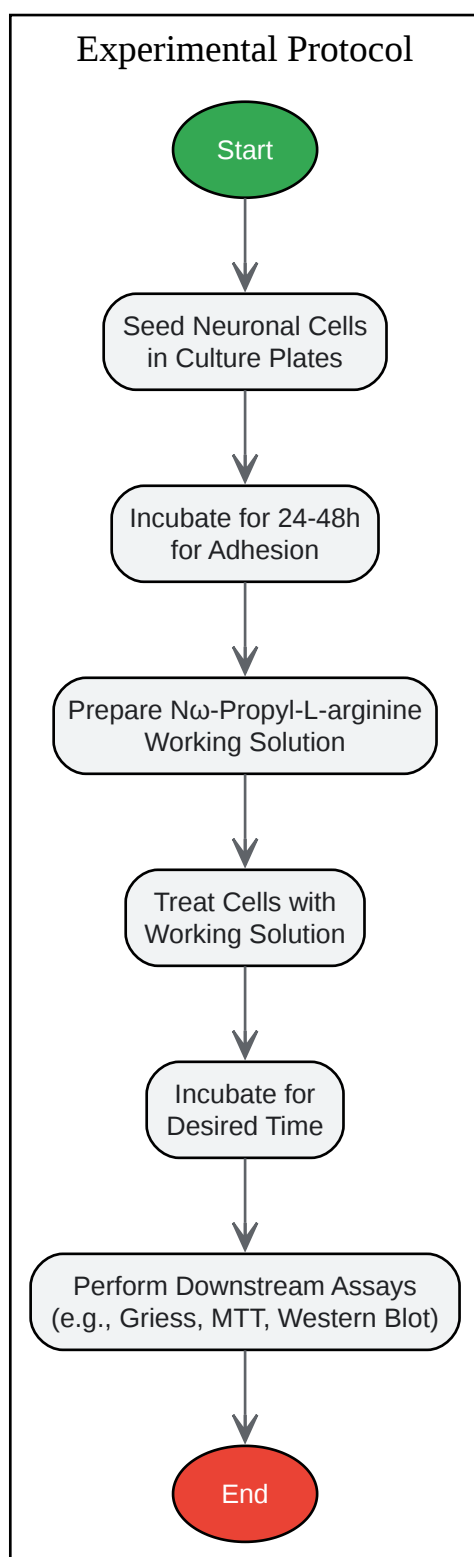 Experimental Protocol
Start
Seed Neuronal Cells
in Culture Plates
Incubate for 24-48h
for Adhesion
Prepare Nω-Propyl-L-arginine
Working Solution
Treat Cells with
Working Solution
Incubate for
Desired Time
Perform Downstream Assays
(e.g., Griess, MTT, Western Blot)
End